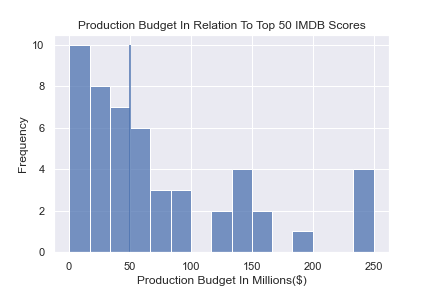 Production Budget In Relation To Top 50 IMDB Scores
10
8
6
4
2
0
Frequency
0 50 100 150 200 250
Production Budget In Millions($)